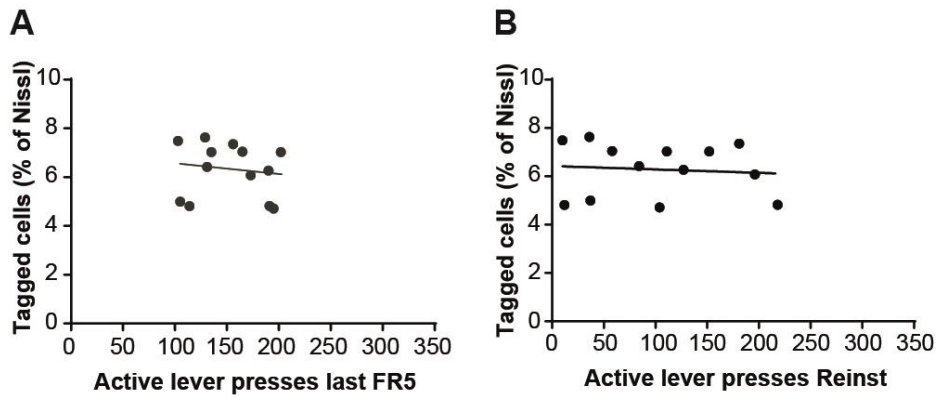 A
B
Tagged cells (% of Nissl)
10
8
6
4
2
0
0 50 100 150 200 250 300 350
Active lever presses last FR5
Tagged cells (% of Nissl)
10
8
6
4
2
0
0 50 100 150 200 250 300 350
Active lever presses Reinst